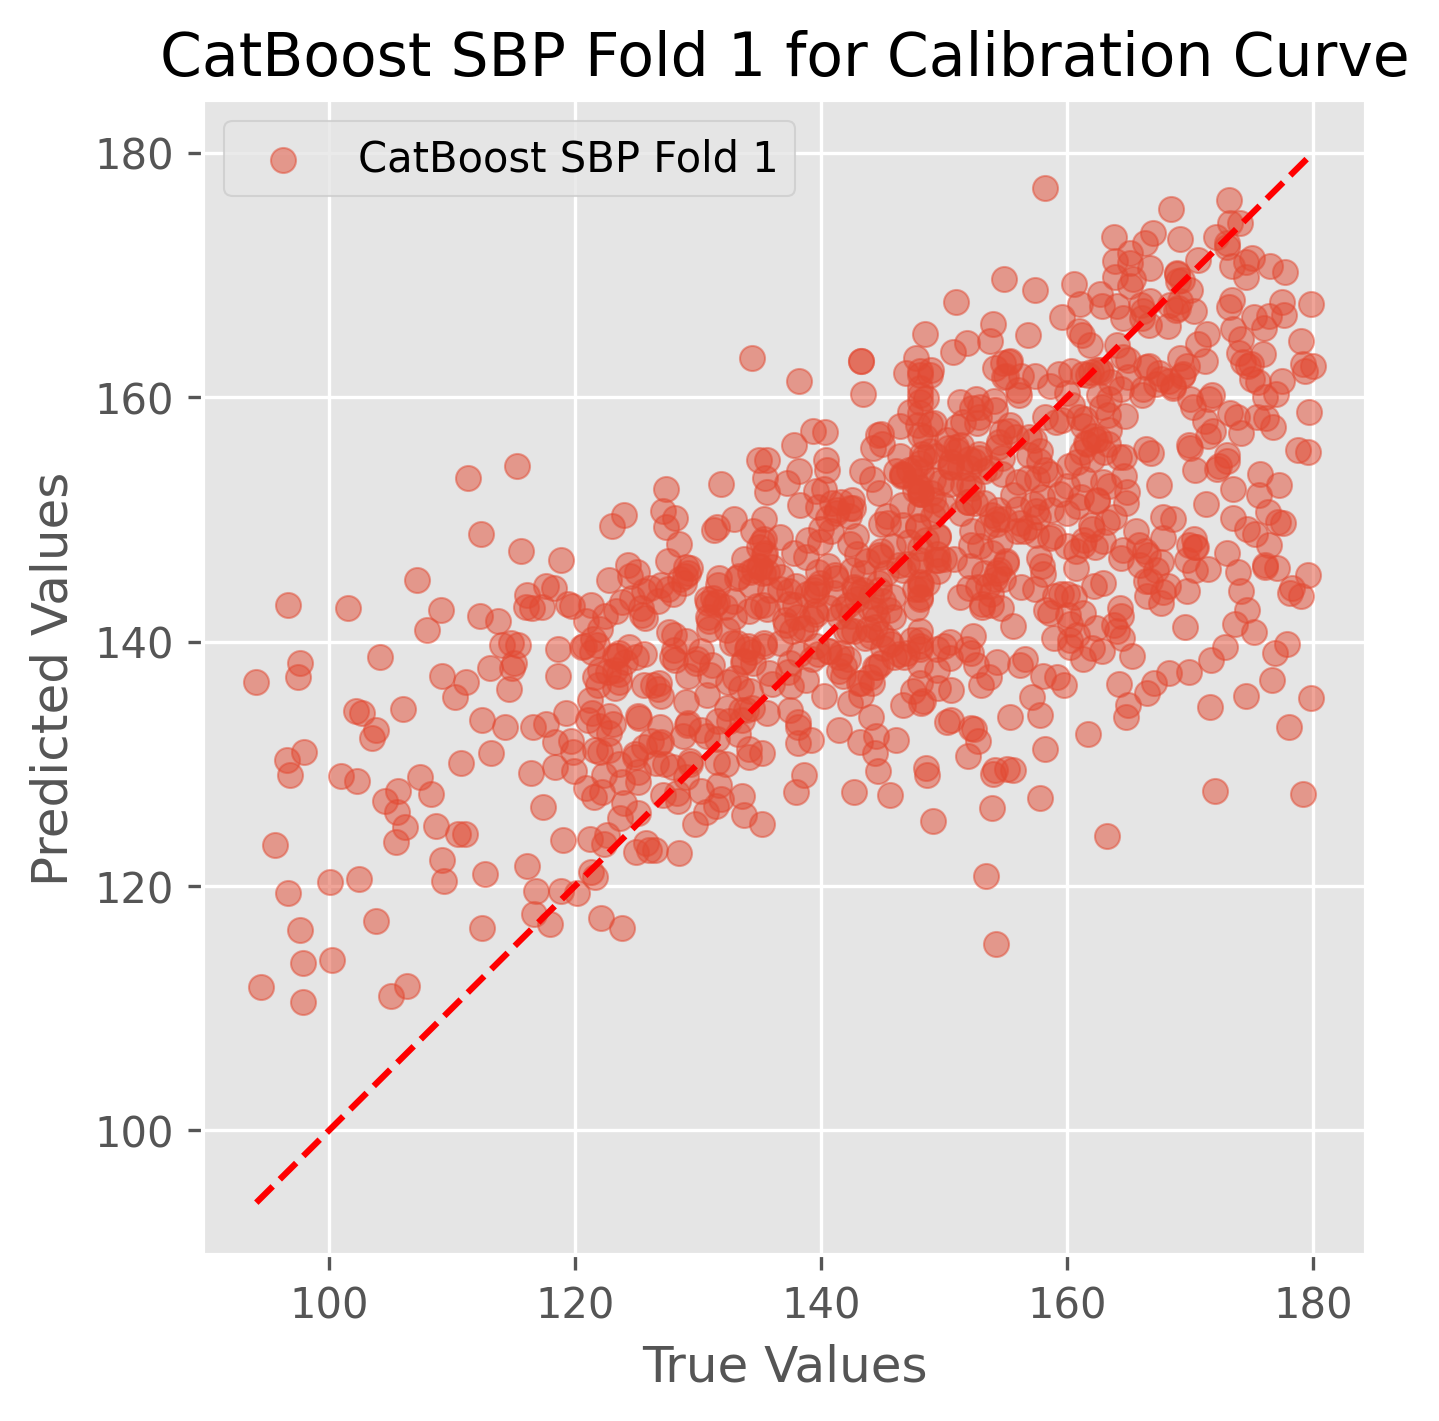 CatBoost SBP Fold 1 for Calibration Curve
CatBoost SBP Fold 1
180
160
140
120
100
Predicted Values
100 120 140 160 180
True Values